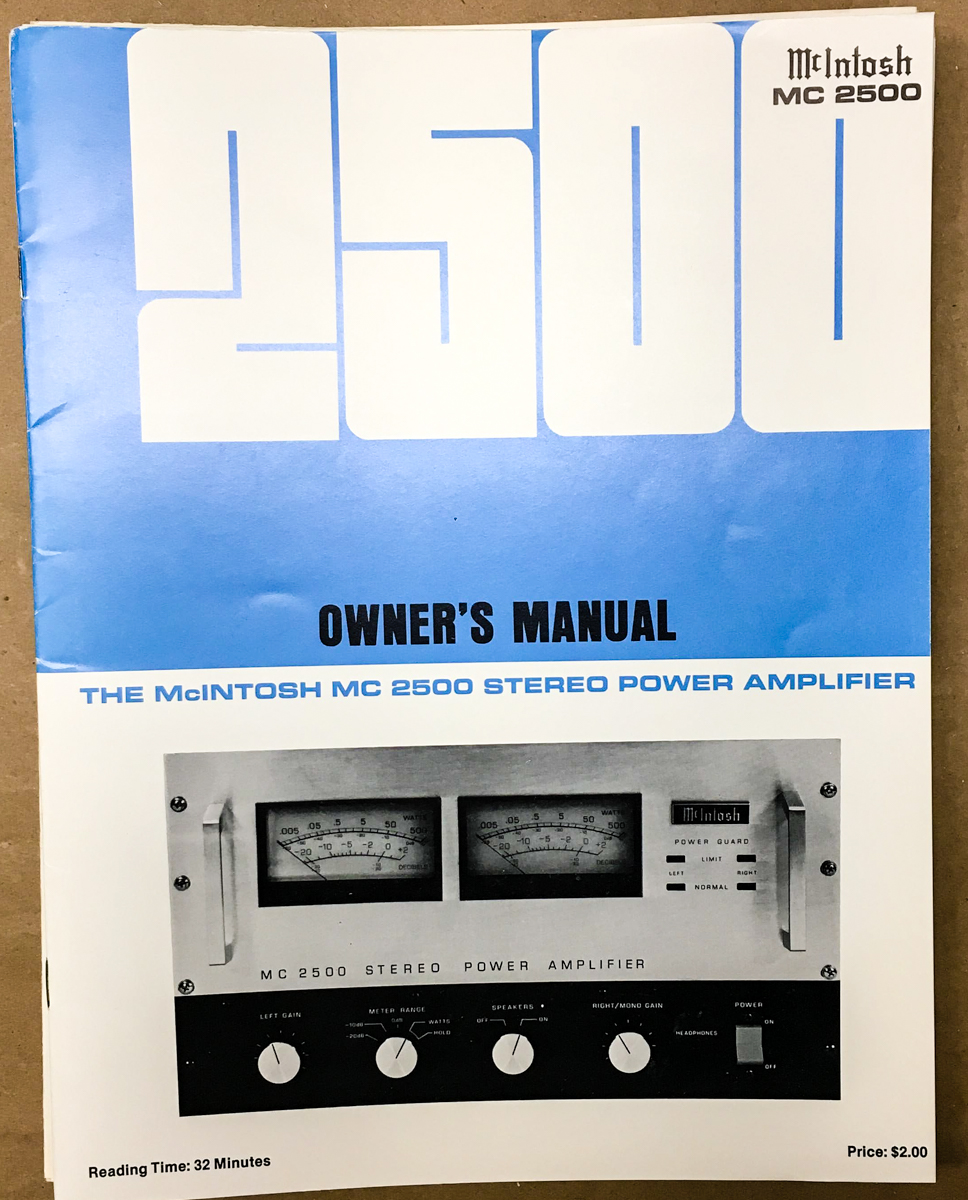 2500
McIntosh
MC 2500
OWNER'S MANUAL
THE McINTOSH MC 2500 STEREO POWER AMPLIFIER
WATTS
.005 .05 .5 5 50 500
-20 -10 -5 -2 0 +2
DECIBELS
WATTS
.005 .05 .5 5 50 500
-20 -10 -5 -2 0 +2
DECIBELS
McIntosh
POWER GUARD
LIMIT
LEFT RIGHT
NORMAL
MC 2500 STEREO POWER AMPLIFIER
LEFT GAIN
METER RANGE
-20dB -10dB 0dB WATTS HOLD
SPEAKERS
OFF ON
RIGHT/MONO GAIN
HEADPHONES
POWER
ON
OFF
Reading Time: 32 Minutes
Price: $2.00